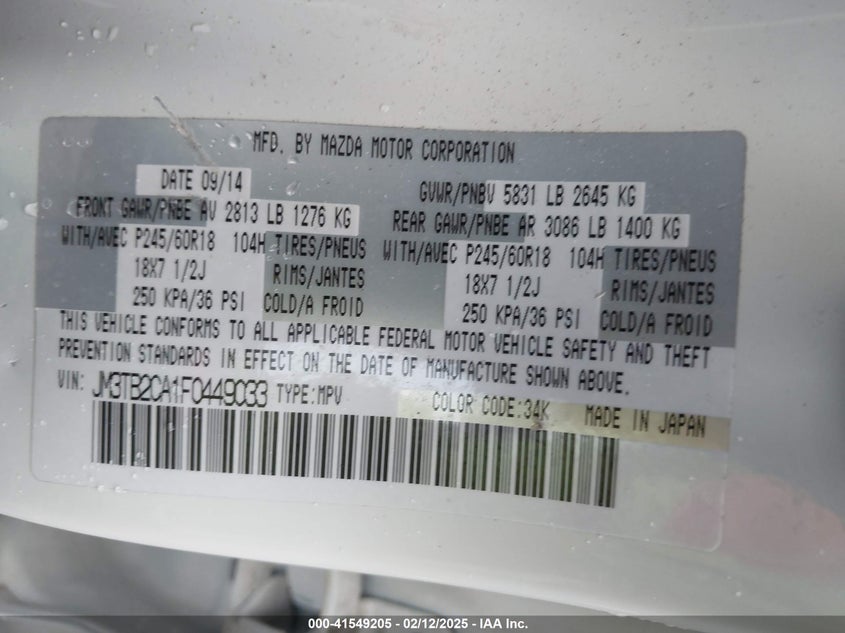 MFD. BY MAZDA MOTOR CORPORATION
DATE 09/14 GVWR/PNBV 5831 LB 2645 KG
FRONT GAWR/PNBE AV 2813 LB 1276 KG REAR GAWR/PNBE AR 3086 LB 1400 KG
WITH/AVEC P245/60R18 104H TIRES/PNEUS WITH/AVEC P245/60R18 104H TIRES/PNEUS
18X7 1/2J RIMS/JANTES 18X7 1/2J RIMS/JANTES
250 KPA/36 PSI COLD/A FROID 250 KPA/36 PSI COLD/A FROID
THIS VEHICLE CONFORMS TO ALL APPLICABLE FEDERAL MOTOR VEHICLE SAFETY AND THEFT
PREVENTION STANDARDS IN EFFECT ON THE DATE OF MANUFACTURE SHOWN ABOVE.
VIN: JM3TB2CA1F0449033 TYPE:MPV
COLOR CODE:34K MADE IN JAPAN
000-41549205 - 02/12/2025 - IAA Inc.